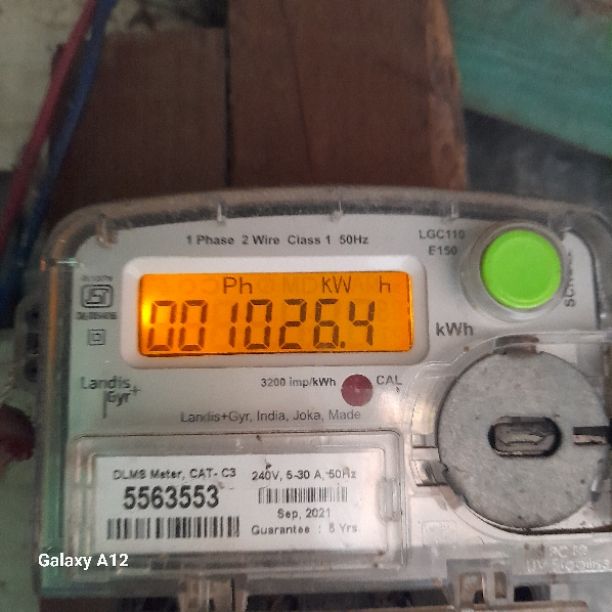 1 Phase 2 Wire Class 1 50Hz
LGC110
E150
Ph kW h
001026.4
kWh
Landis
Gyr+
3200 imp/kWh
CAL
Landis+Gyr, India, Joka, Made
DLMS Meter, CAT- C3
240V, 5-30 A, 50Hz
5563553
Sep, 2021
Guarantee : 5 Yrs
Galaxy A12